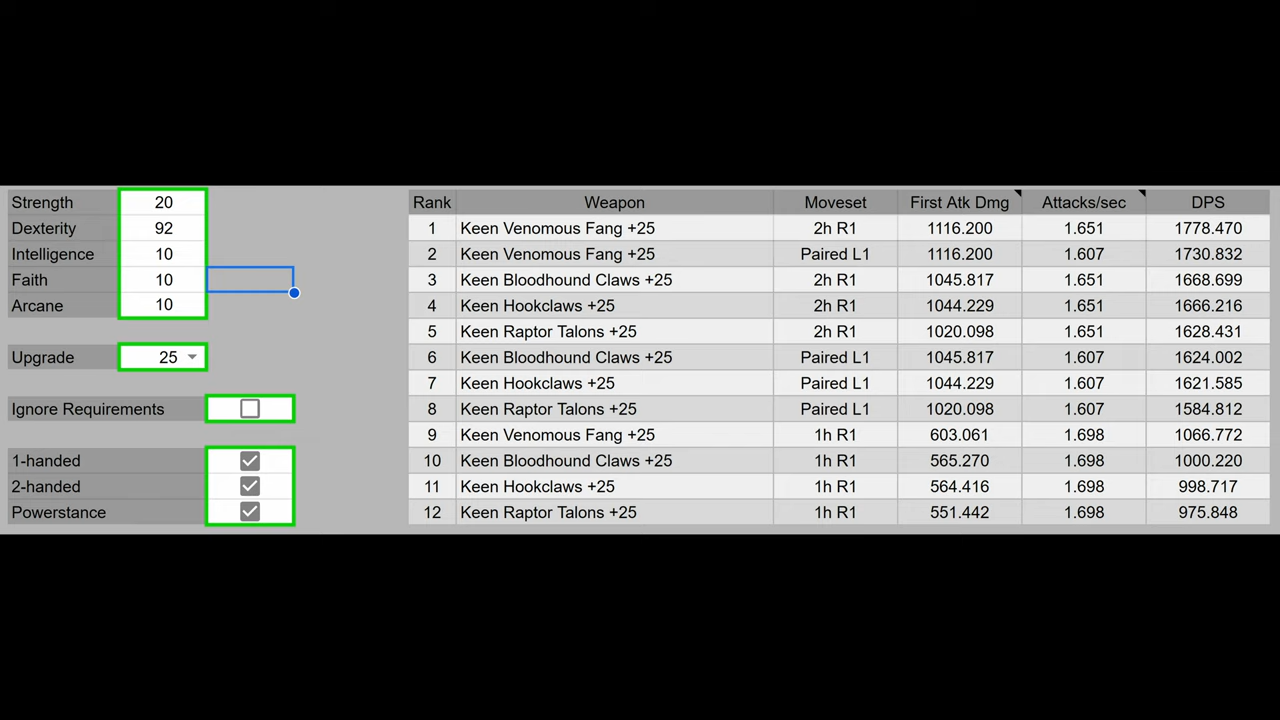 Strength 20
Dexterity 92
Intelligence 10
Faith 10
Arcane 10
Upgrade 25
Ignore Requirements
1-handed
2-handed
Powerstance
Rank Weapon Moveset First Atk Dmg Attacks/sec DPS
1 Keen Venomous Fang +25 2h R1 1116.200 1.651 1778.470
2 Keen Venomous Fang +25 Paired L1 1116.200 1.607 1730.832
3 Keen Bloodhound Claws +25 2h R1 1045.817 1.651 1668.699
4 Keen Hookclaws +25 2h R1 1044.229 1.651 1666.216
5 Keen Raptor Talons +25 2h R1 1020.098 1.651 1628.431
6 Keen Bloodhound Claws +25 Paired L1 1045.817 1.607 1624.002
7 Keen Hookclaws +25 Paired L1 1044.229 1.607 1621.585
8 Keen Raptor Talons +25 Paired L1 1020.098 1.607 1584.812
9 Keen Venomous Fang +25 1h R1 603.061 1.698 1066.772
10 Keen Bloodhound Claws +25 1h R1 565.270 1.698 1000.220
11 Keen Hookclaws +25 1h R1 564.416 1.698 998.717
12 Keen Raptor Talons +25 1h R1 551.442 1.698 975.848